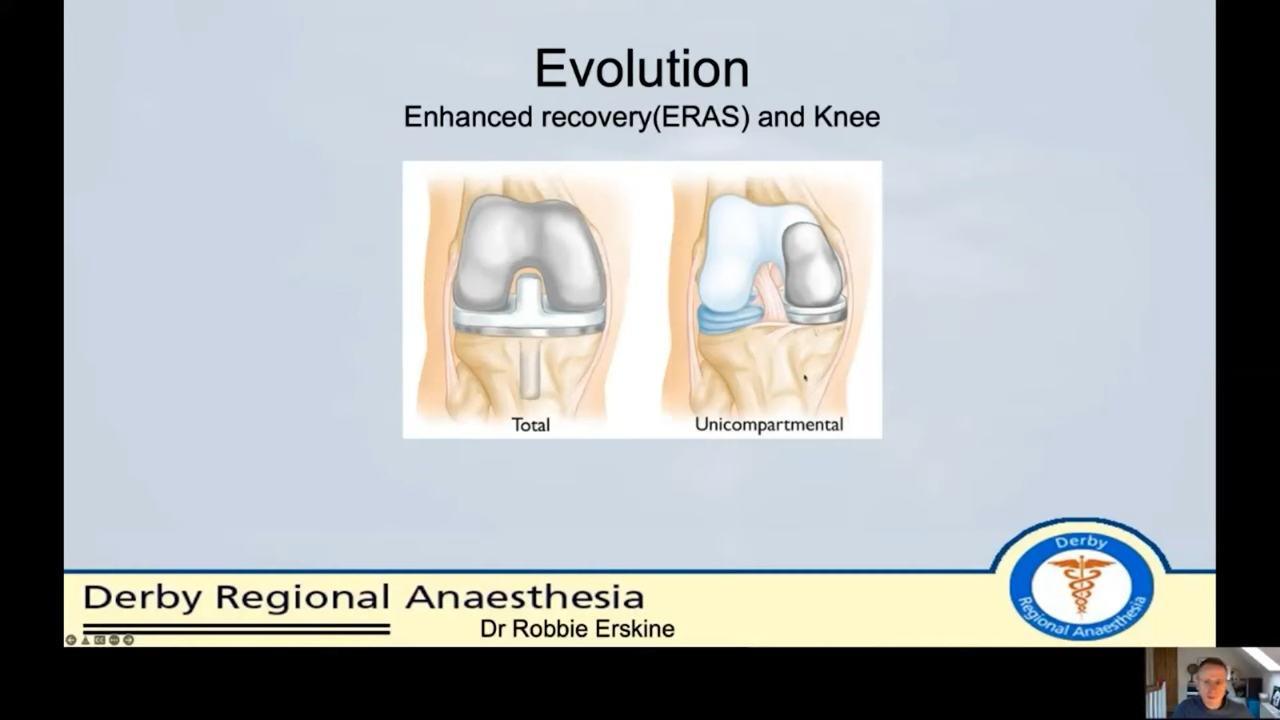 Evolution
Enhanced recovery(ERAS) and Knee
Total
Unicompartmental
Derby Regional Anaesthesia
Dr Robbie Erskine
Derby
Regional Anaesthesia